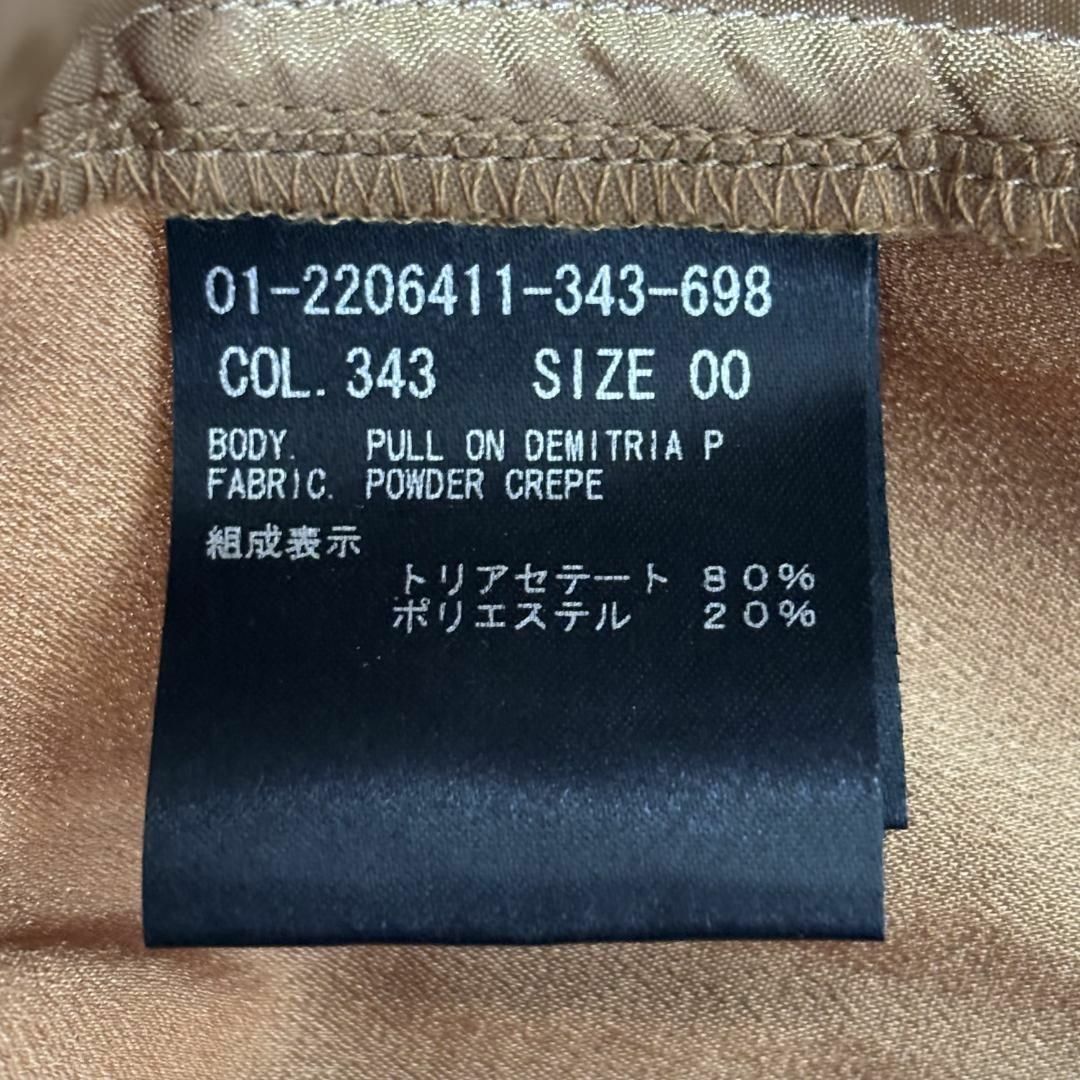 01-2206411-343-698
COL. 343 SIZE 00
BODY. PULL ON DEMITRIA P
FABRIC. POWDER CREPE
組成表示
トリアセテート 80%
ポリエステル 20%